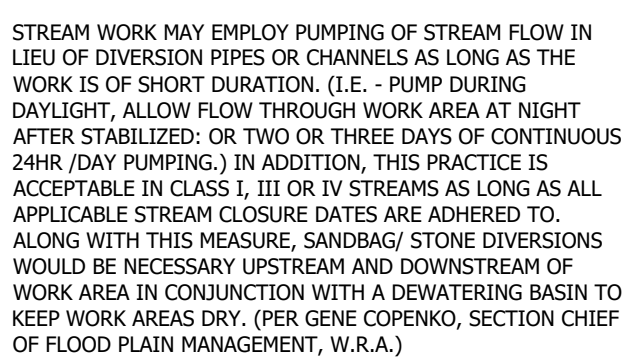 STREAM WORK MAY EMPLOY PUMPING OF STREAM FLOW IN
LIEU OF DIVERSION PIPES OR CHANNELS AS LONG AS THE
WORK IS OF SHORT DURATION. (I.E. - PUMP DURING
DAYLIGHT, ALLOW FLOW THROUGH WORK AREA AT NIGHT
AFTER STABILIZED: OR TWO OR THREE DAYS OF CONTINUOUS
24HR /DAY PUMPING.) IN ADDITION, THIS PRACTICE IS
ACCEPTABLE IN CLASS I, III OR IV STREAMS AS LONG AS ALL
APPLICABLE STREAM CLOSURE DATES ARE ADHERED TO.
ALONG WITH THIS MEASURE, SANDBAG/ STONE DIVERSIONS
WOULD BE NECESSARY UPSTREAM AND DOWNSTREAM OF
WORK AREA IN CONJUNCTION WITH A DEWATERING BASIN TO
KEEP WORK AREAS DRY. (PER GENE COPENKO, SECTION CHIEF
OF FLOOD PLAIN MANAGEMENT, W.R.A.)